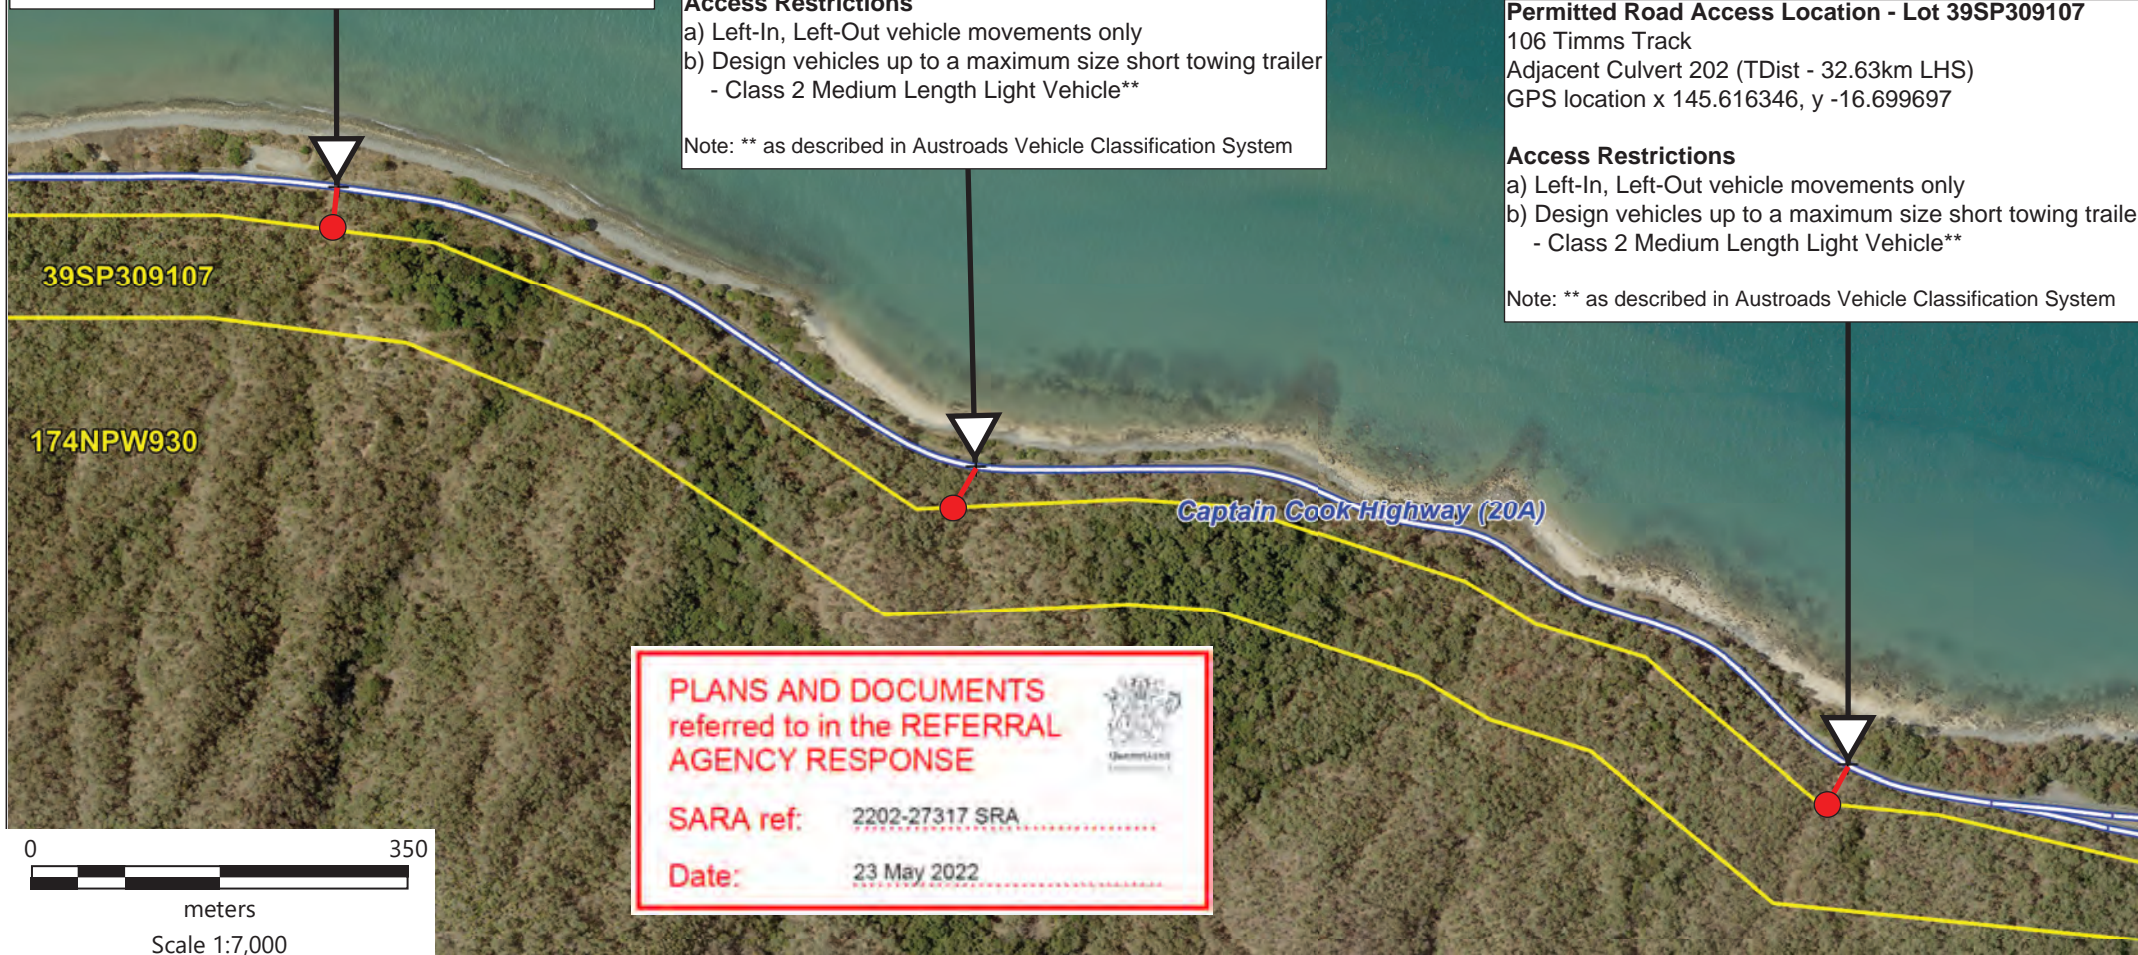 Access Restrictions
a) Left-In, Left-Out vehicle movements only
b) Design vehicles up to a maximum size short towing trailer
- Class 2 Medium Length Light Vehicle**
Note: ** as described in Austroads Vehicle Classification System
Permitted Road Access Location - Lot 39SP309107
106 Timms Track
Adjacent Culvert 202 (TDist - 32.63km LHS)
GPS location x 145.616346, y -16.699697
Access Restrictions
a) Left-In, Left-Out vehicle movements only
b) Design vehicles up to a maximum size short towing traile
- Class 2 Medium Length Light Vehicle**
Note: ** as described in Austroads Vehicle Classification System
39SP309107
174NPW930
Captain Cook Highway (20A)
PLANS AND DOCUMENTS
referred to in the REFERRAL
AGENCY RESPONSE
Queensland
SARA ref: 2202-27317 SRA
Date: 23 May 2022
0 350
meters
Scale 1:7,000